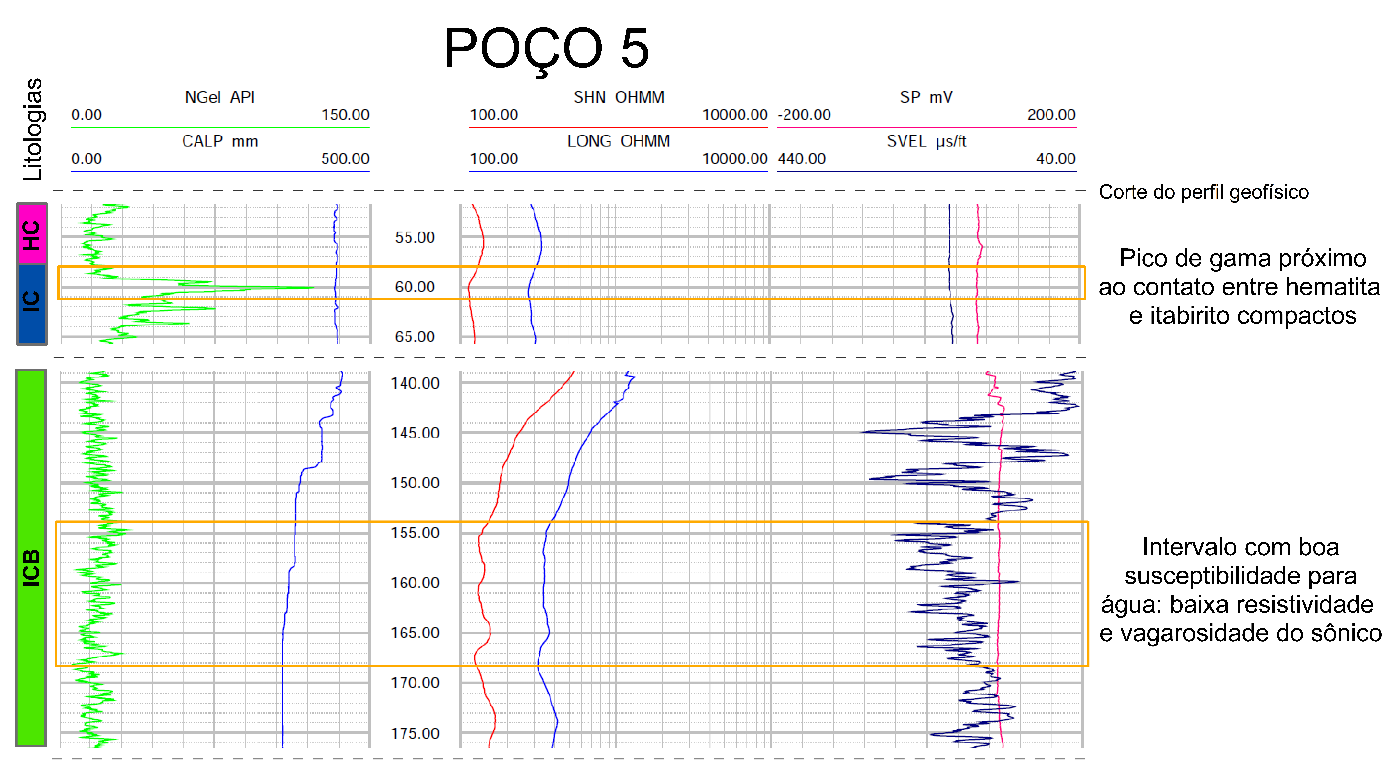 POÇO 5
Litologias
NGel API
0.00 150.00
CALP mm
0.00 500.00
SHN OHMM
100.00 10000.00
LONG OHMM
100.00 10000.00
SP mV
-200.00 200.00
SVEL µs/ft
440.00 40.00
Corte do perfil geofísico
HC
IC
55.00
60.00
65.00
Pico de gama próximo
ao contato entre hematita
e itabirito compactos
ICB
140.00
145.00
150.00
155.00
160.00
165.00
170.00
175.00
Intervalo com boa
susceptibilidade para
água: baixa resistividade
e vagarosidade do sônico